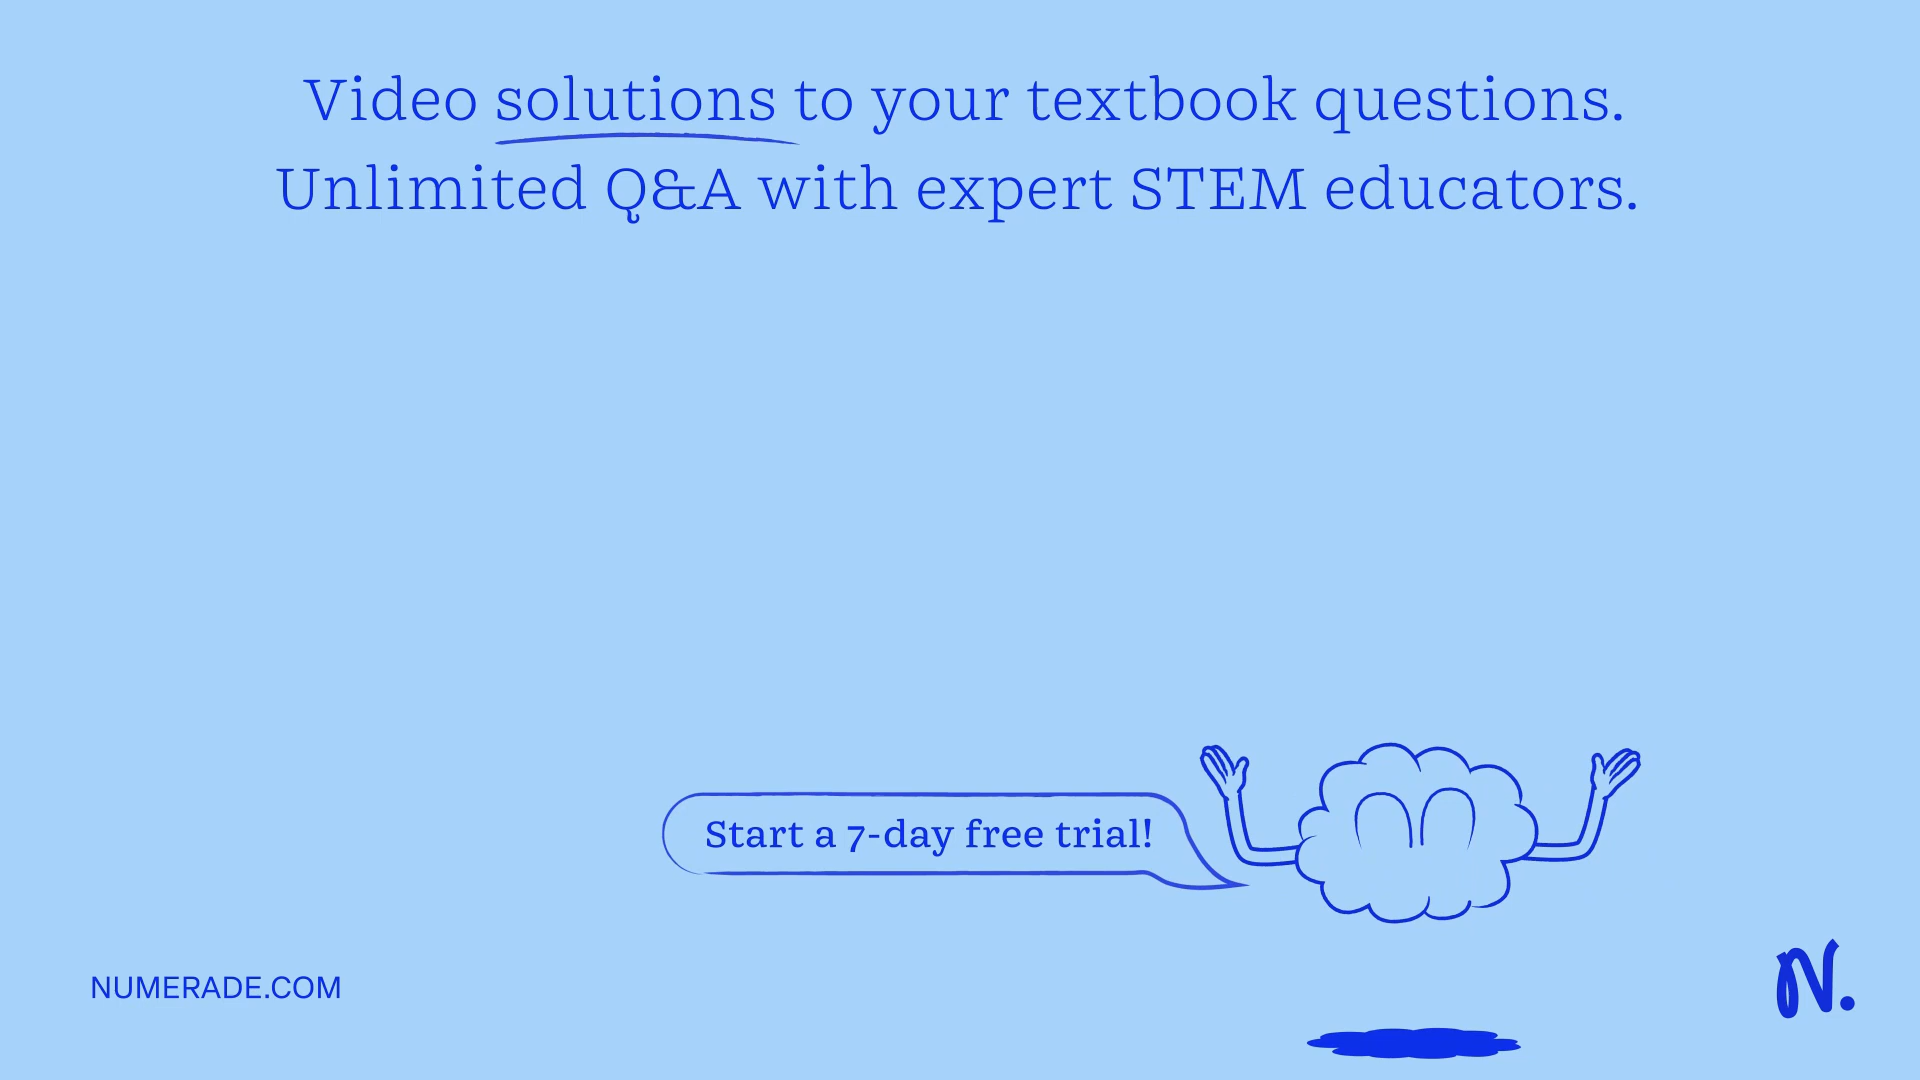 Video solutions to your textbook questions.
Unlimited Q&A with expert STEM educators.
Start a 7-day free trial!
NUMERADE.COM
N.